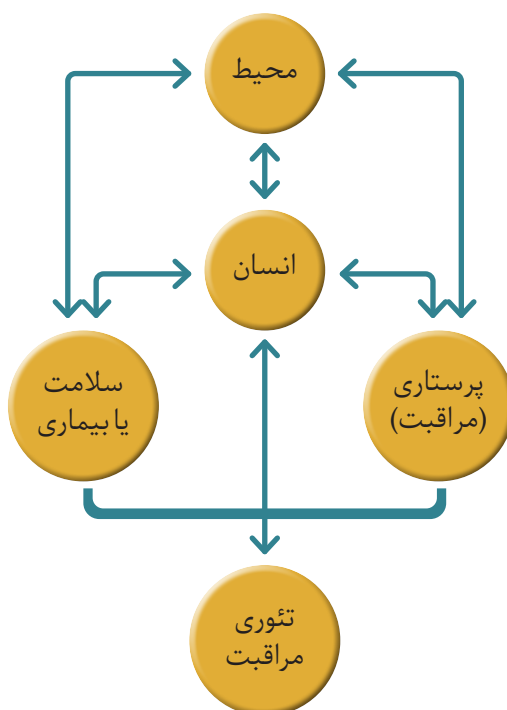 محیط
انسان
پرستاری
(مراقبت)
سلامت
یا بیماری
تئوری
مراقبت